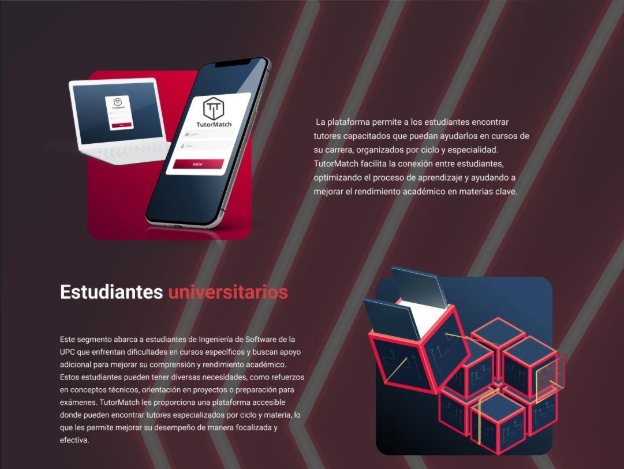 TutorMatch
TutorMatch
La plataforma permite a los estudiantes encontrar
tutores capacitados que puedan ayudarlos en cursos de
su carrera, organizados por ciclo y especialidad.
TutorMatch facilita la conexión entre estudiantes,
optimizando el proceso de aprendizaje y ayudando a
mejorar el rendimiento académico en materias clave.
Estudiantes universitarios
Este segmento abarca a estudiantes de Ingeniería de Software de la
UPC que enfrentan dificultades en cursos específicos y buscan apoyo
adicional para mejorar su comprensión y rendimiento académico.
Estos estudiantes pueden tener diversas necesidades, como refuerzos
en conceptos técnicos, orientación en proyectos o preparación para
exámenes. TutorMatch les proporciona una plataforma accesible
donde pueden encontrar tutores especializados por ciclo y materia, lo
que les permite mejorar su desempeño de manera focalizada y
efectiva.